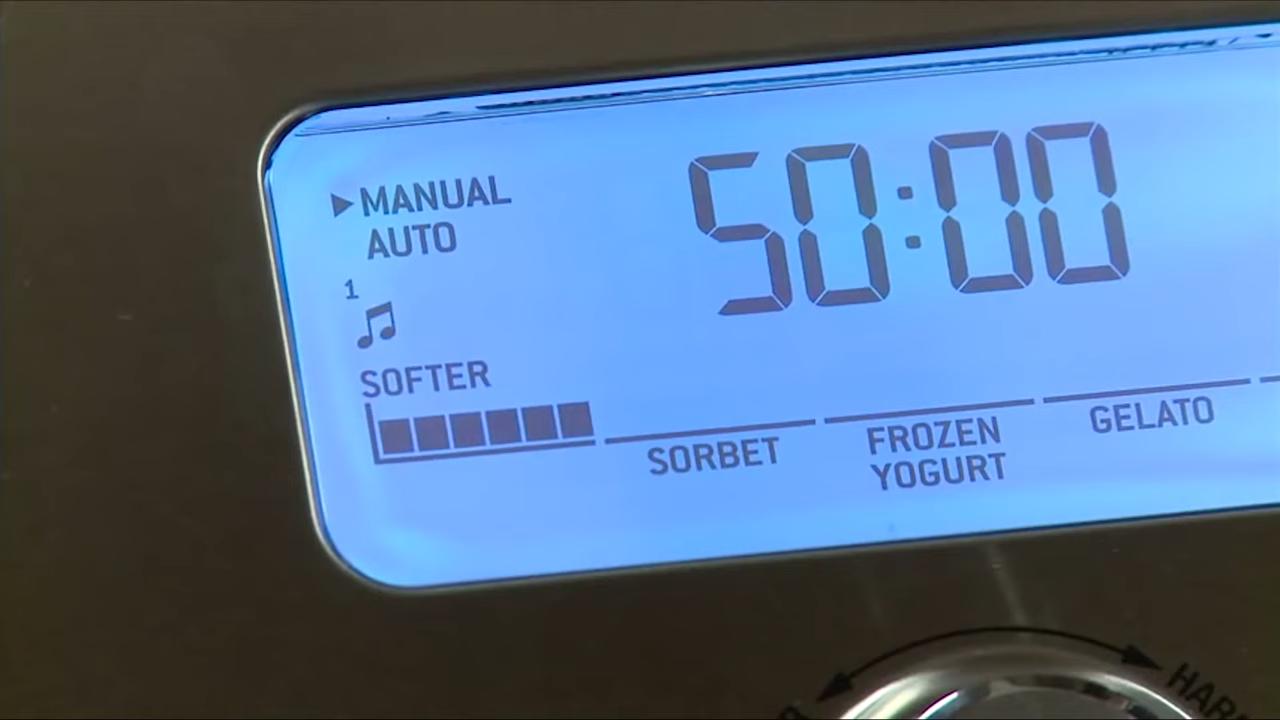 MANUAL
50:00
AUTO
1
SOFTER
SORBET
FROZEN
YOGURT
GELATO